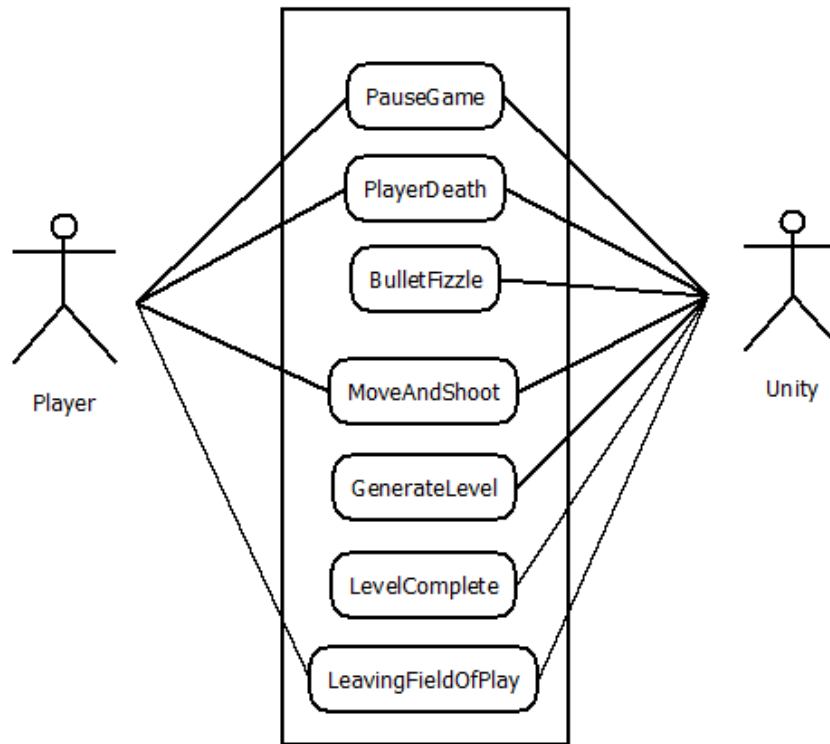 PauseGame
PlayerDeath
BulletFizzle
MoveAndShoot
Player
Unity
GenerateLevel
LevelComplete
LeavingFieldOfPlay